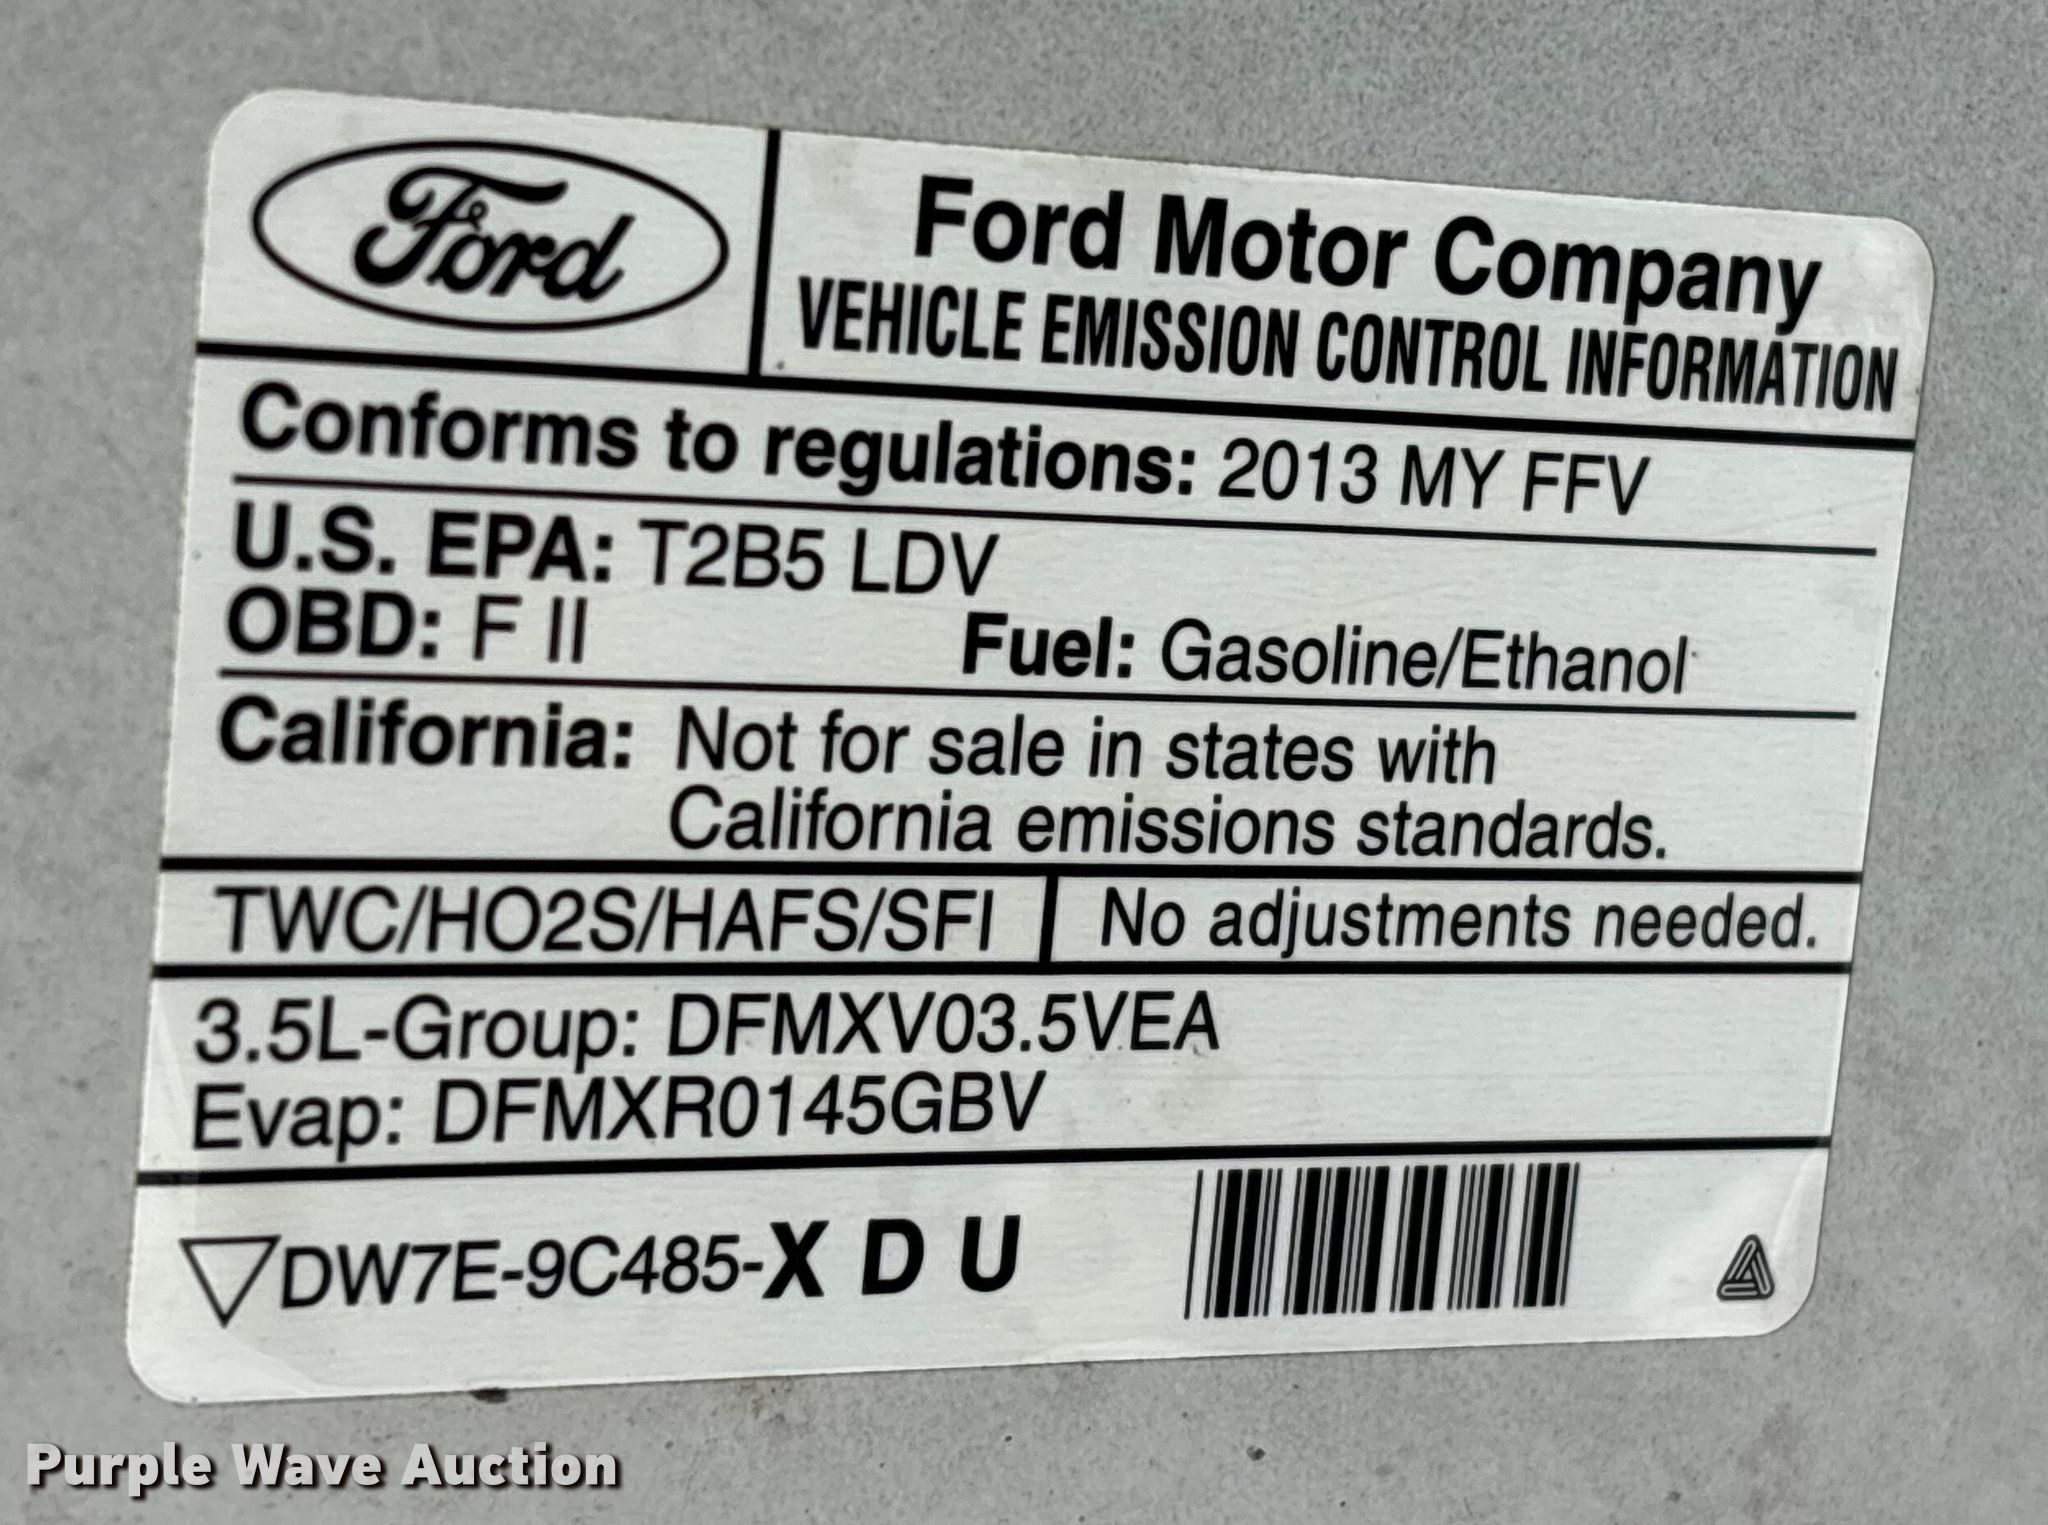 Ford
Ford Motor Company
VEHICLE EMISSION CONTROL INFORMATION
Conforms to regulations: 2013 MY FFV
U.S. EPA: T2B5 LDV
OBD: F II Fuel: Gasoline/Ethanol
California: Not for sale in states with
California emissions standards.
TWC/HO2S/HAFS/SFI No adjustments needed.
3.5L-Group: DFMXV03.5VEA
Evap: DFMXR0145GBV
DW7E-9C485-X D U
Purple Wave Auction